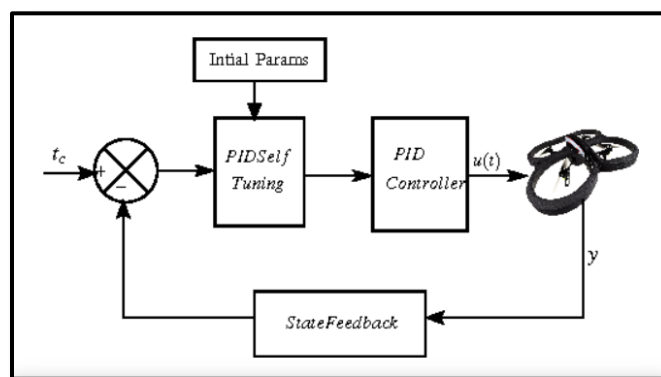 Intial Params
t_c
+
−
PIDSelf
Tuning
PID
Controller
u(t)
y
StateFeedback